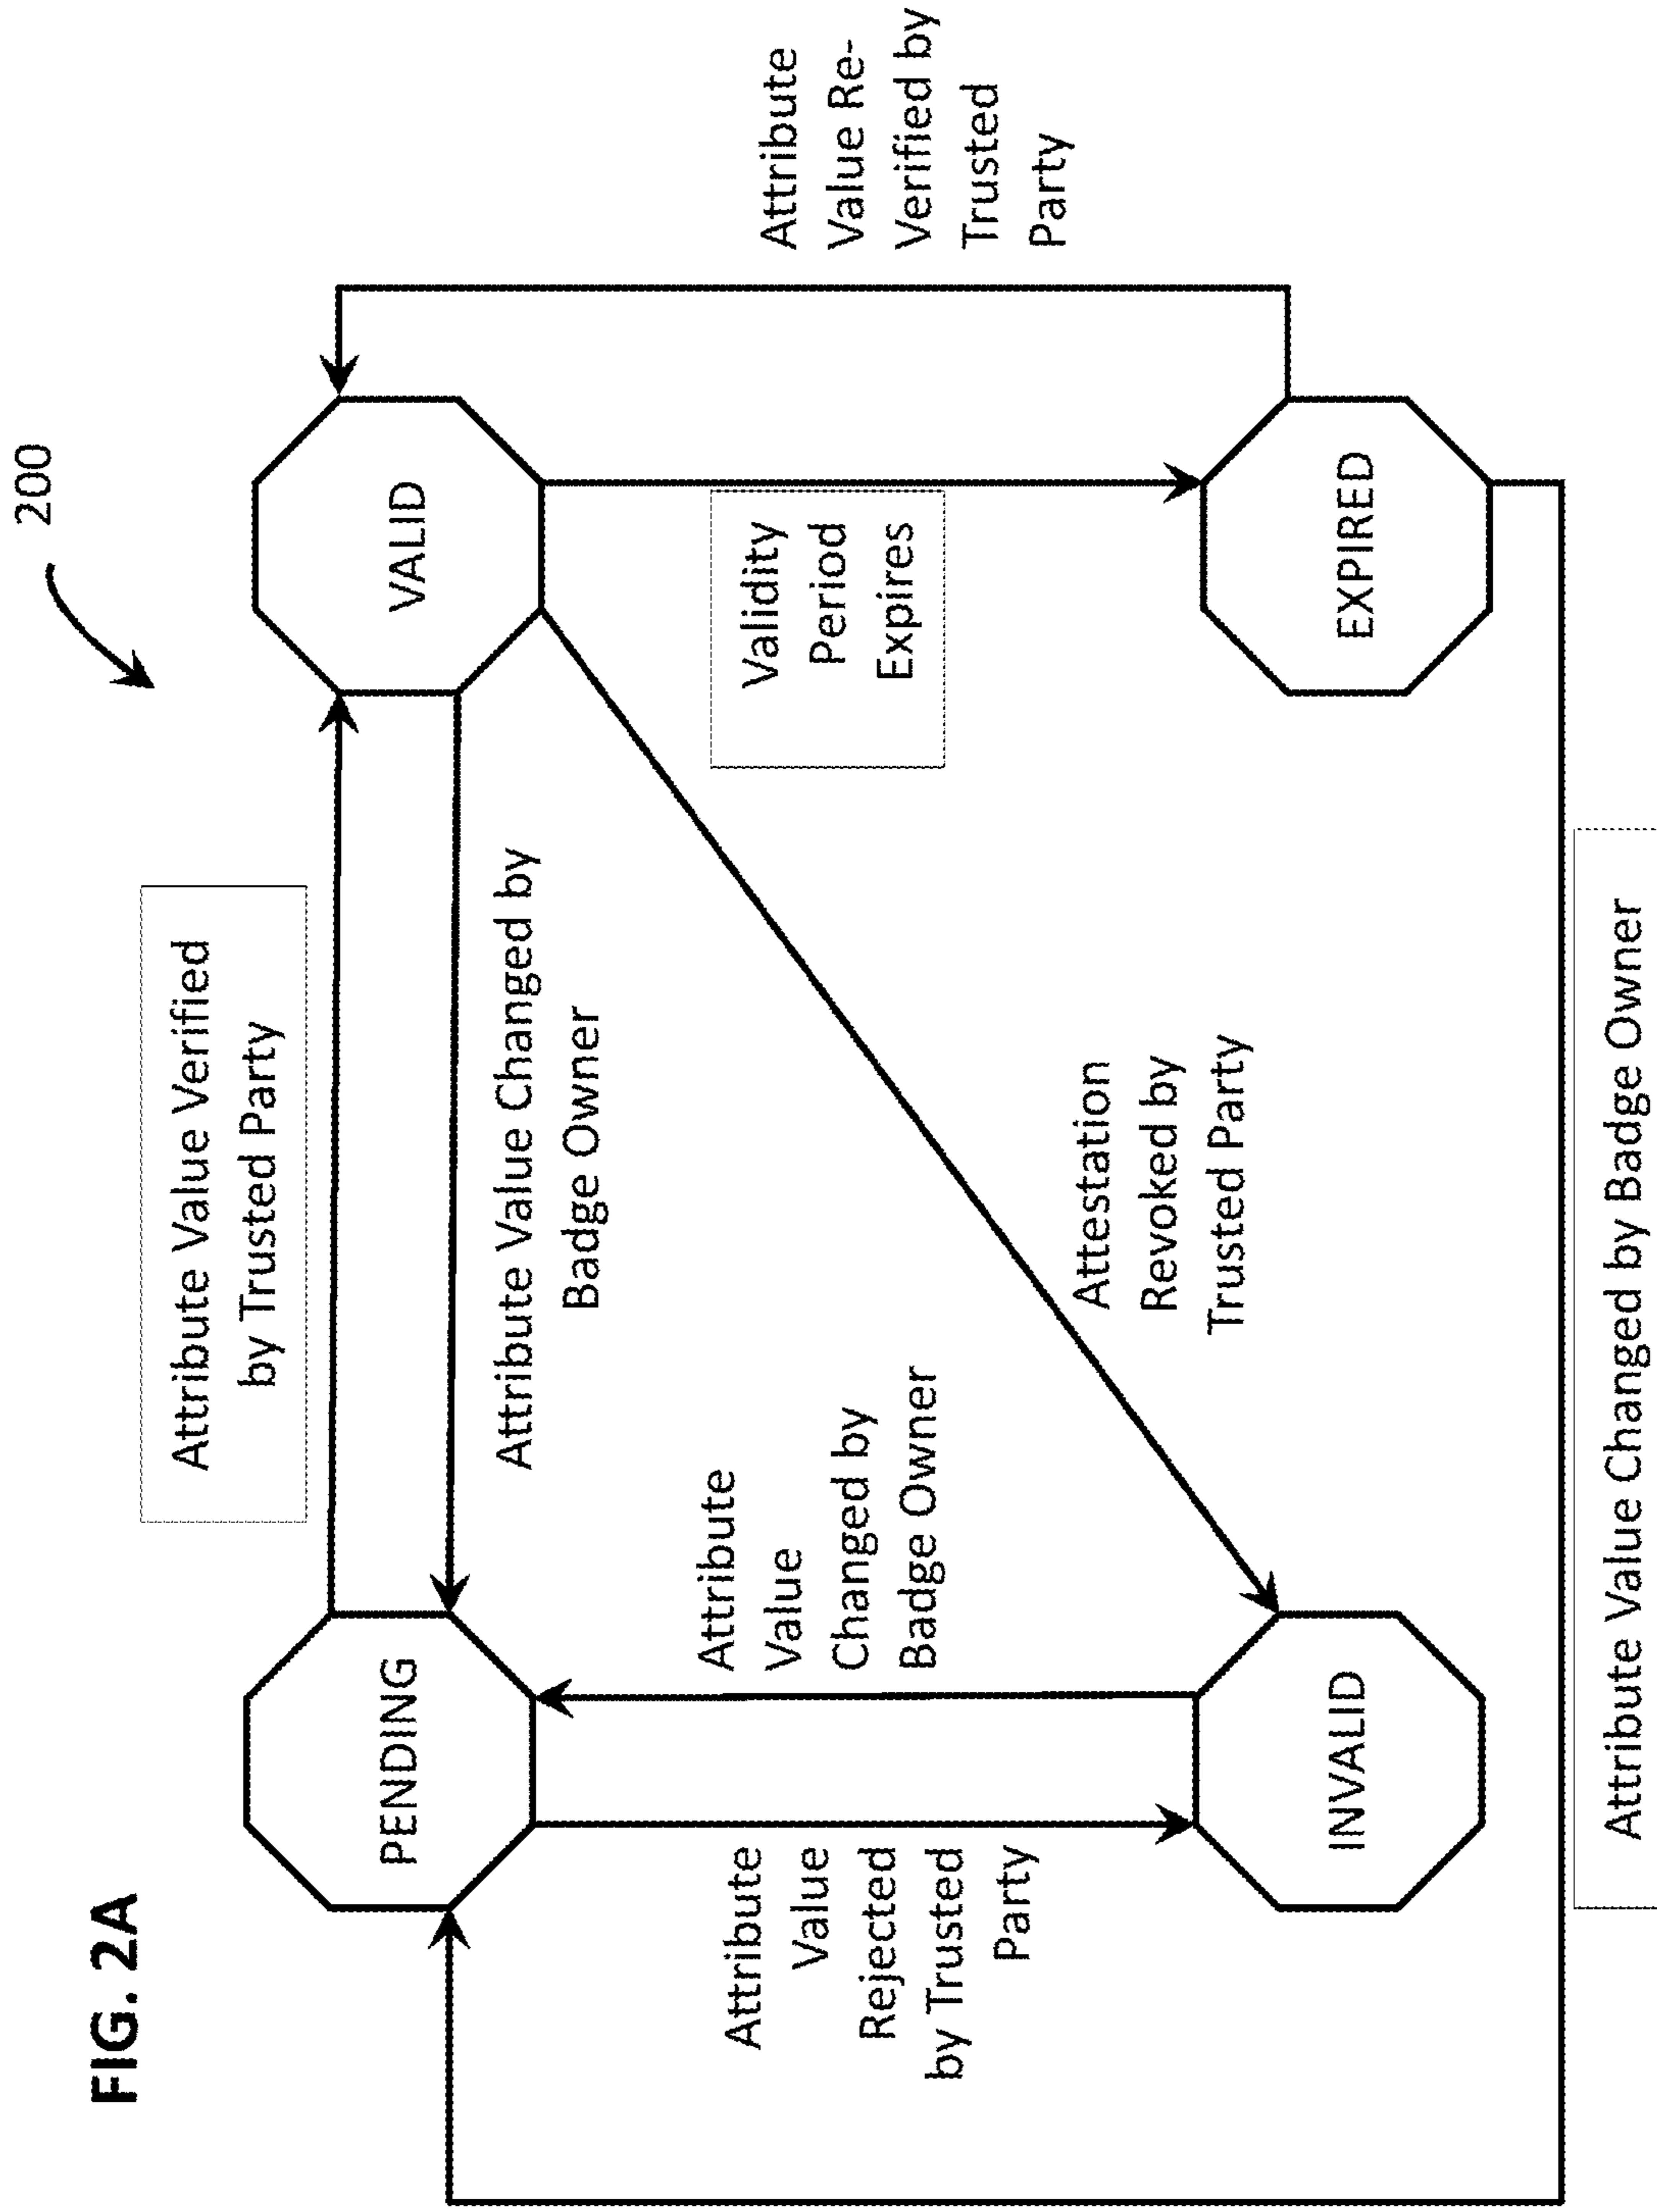 FIG. 2A
200
Attribute Value Verified
by Trusted Party
PENDING
VALID
Attribute Value Changed by
Badge Owner
Attribute
Value
Rejected
by Trusted
Party
Attribute
Value
Changed by
Badge Owner
Validity
Period
Expires
Attribute
Value Re-
Verified by
Trusted
Party
Attestation
Revoked by
Trusted Party
INVALID
EXPIRED
Attribute Value Changed by Badge Owner